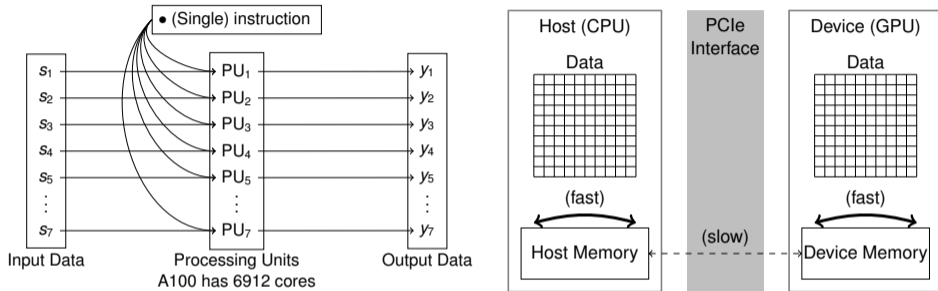 • (Single) instruction
s1 PU1 y1
s2 PU2 y2
s3 PU3 y3
s4 PU4 y4
s5 PU5 y5
⋮ ⋮ ⋮
s7 PU7 y7
Input Data
Processing Units
A100 has 6912 cores
Output Data
Host (CPU)
Data
(fast)
Host Memory
PCIe
Interface
(slow)
Device (GPU)
Data
(fast)
Device Memory